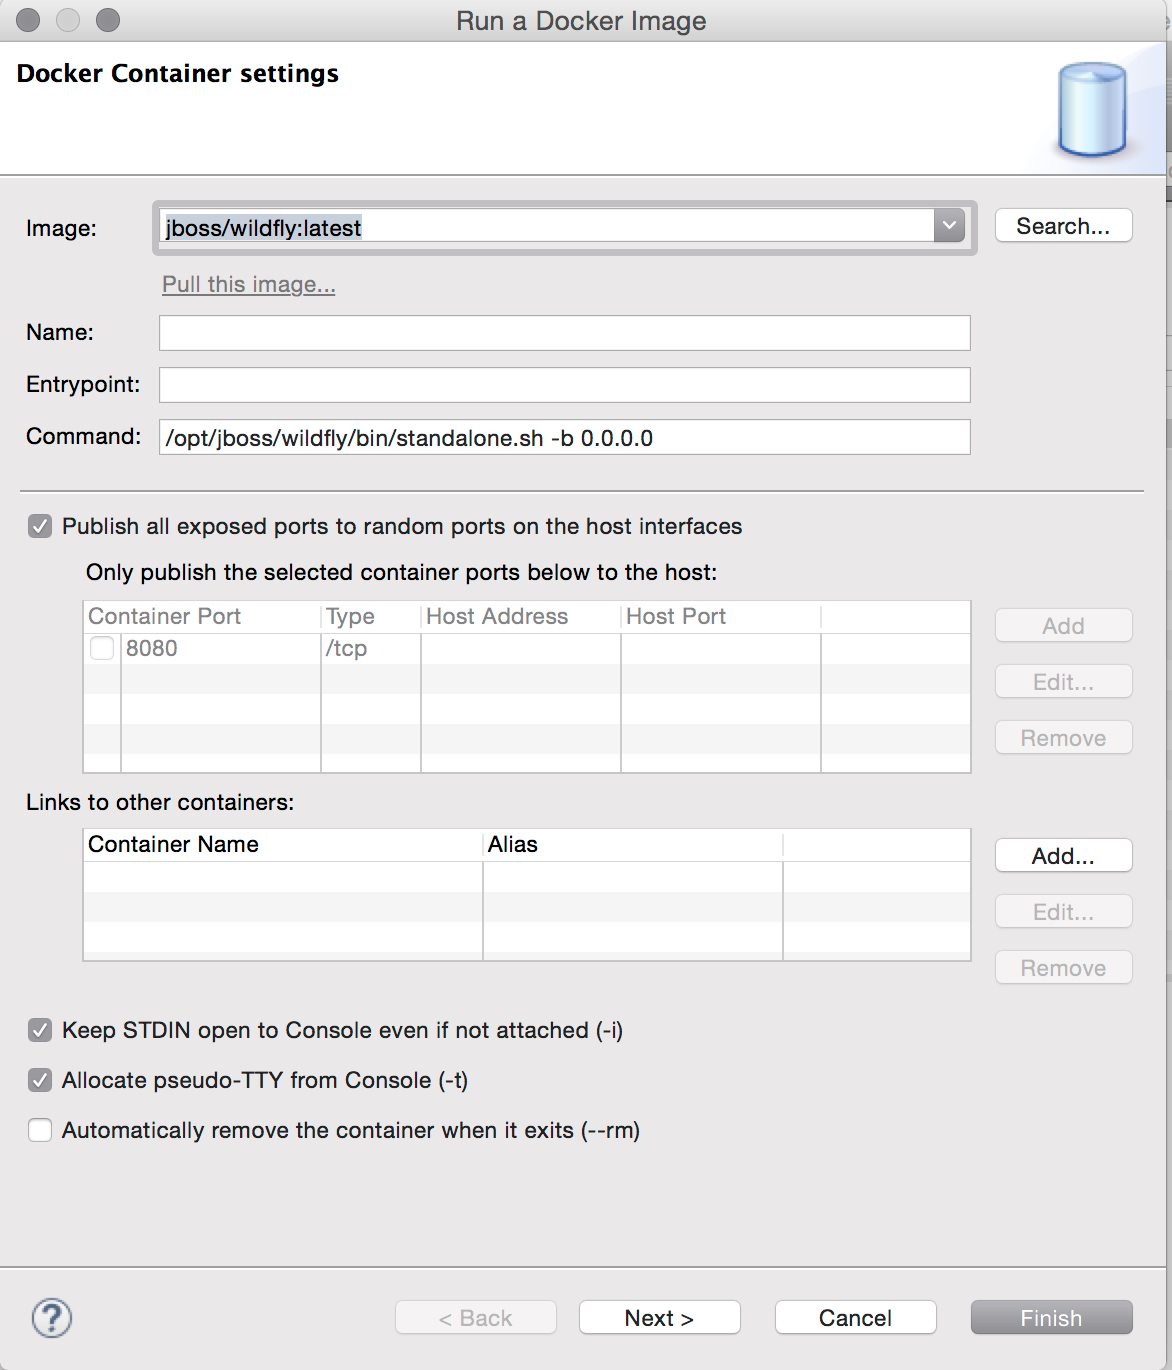 Run a Docker Image
Docker Container settings
Image: jboss/wildfly:latest Search...
Pull this image...
Name:
Entrypoint:
Command: /opt/jboss/wildfly/bin/standalone.sh -b 0.0.0.0
Publish all exposed ports to random ports on the host interfaces
Only publish the selected container ports below to the host:
Container Port Type Host Address Host Port
Add
8080 /tcp
Edit...
Remove
Links to other containers:
Container Name Alias
Add...
Edit...
Remove
Keep STDIN open to Console even if not attached (-i)
Allocate pseudo-TTY from Console (-t)
Automatically remove the container when it exits (--rm)
? < Back Next > Cancel Finish